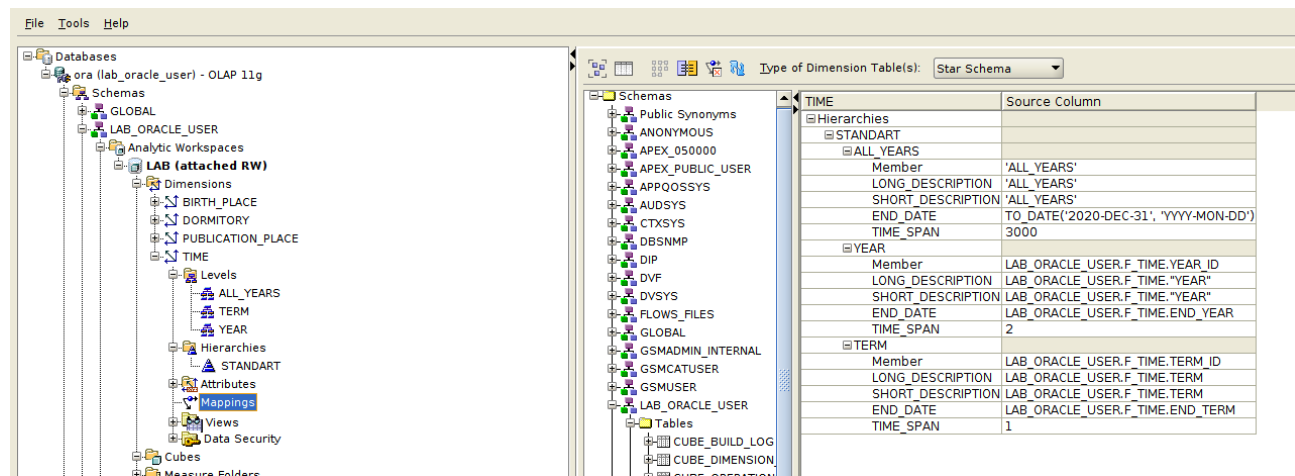 File Tools Help
Databases
ora (lab_oracle_user) - OLAP 11g
Schemas
GLOBAL
LAB_ORACLE_USER
Analytic Workspaces
LAB (attached RW)
Dimensions
BIRTH_PLACE
DORMITORY
PUBLICATION_PLACE
TIME
Levels
ALL_YEARS
TERM
YEAR
Hierarchies
STANDART
Attributes
Mappings
Views
Data Security
Cubes
Measure Folders
Type of Dimension Table(s): Star Schema
Schemas
Public Synonyms
ANONYMOUS
APEX_050000
APEX_PUBLIC_USER
APPQOSSYS
AUDSYS
CTXSYS
DBSNMP
DIP
DVF
DVSYS
FLOWS_FILES
GLOBAL
GSMADMIN_INTERNAL
GSMCATUSER
GSMUSER
LAB_ORACLE_USER
Tables
CUBE_BUILD_LOG
CUBE_DIMENSION_
CUBE_OPERATION
TIME Source Column
Hierarchies
STANDART
ALL_YEARS
Member 'ALL_YEARS'
LONG_DESCRIPTION 'ALL_YEARS'
SHORT_DESCRIPTION 'ALL_YEARS'
END_DATE TO_DATE('2020-DEC-31', 'YYYY-MON-DD')
TIME_SPAN 3000
YEAR
Member LAB_ORACLE_USER.F_TIME.YEAR_ID
LONG_DESCRIPTION LAB_ORACLE_USER.F_TIME."YEAR"
SHORT_DESCRIPTION LAB_ORACLE_USER.F_TIME."YEAR"
END_DATE LAB_ORACLE_USER.F_TIME.END_YEAR
TIME_SPAN 2
TERM
Member LAB_ORACLE_USER.F_TIME.TERM_ID
LONG_DESCRIPTION LAB_ORACLE_USER.F_TIME.TERM
SHORT_DESCRIPTION LAB_ORACLE_USER.F_TIME.TERM
END_DATE LAB_ORACLE_USER.F_TIME.END_TERM
TIME_SPAN 1